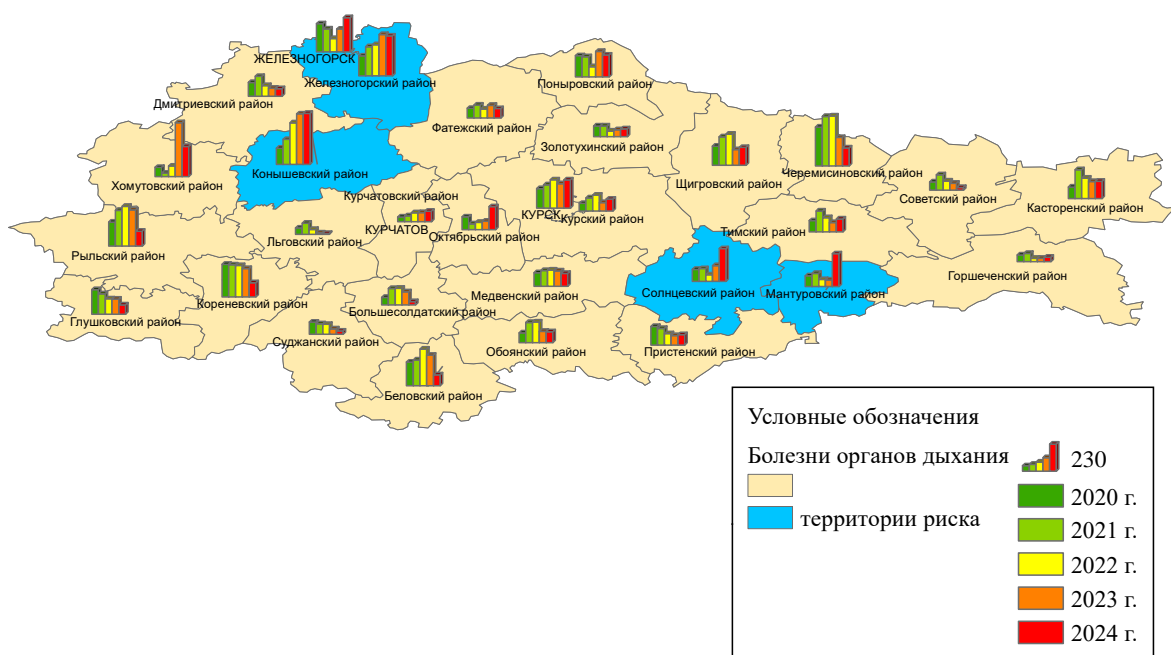 ЖЕЛЕЗНОГОРСК
Железногорский район
Поныровский район
Дмитриевский район
Фатежский район
Золотухинский район
Хомутовский район
Конышевский район
Щигровский район
Черемисиновский район
Советский район
Касторенский район
Курчатовский район
КУРСК
Курский район
КУРЧАТОВ
Октябрьский район
Тимский район
Рыльский район
Льговский район
Горшеченский район
Медвенский район
Солнцевский район
Мантуровский район
Кореневский район
Большесолдатский район
Глушковский район
Суджанский район
Обоянский район
Пристенский район
Беловский район
Условные обозначения
Болезни органов дыхания
230
2020 г.
территории риска
2021 г.
2022 г.
2023 г.
2024 г.